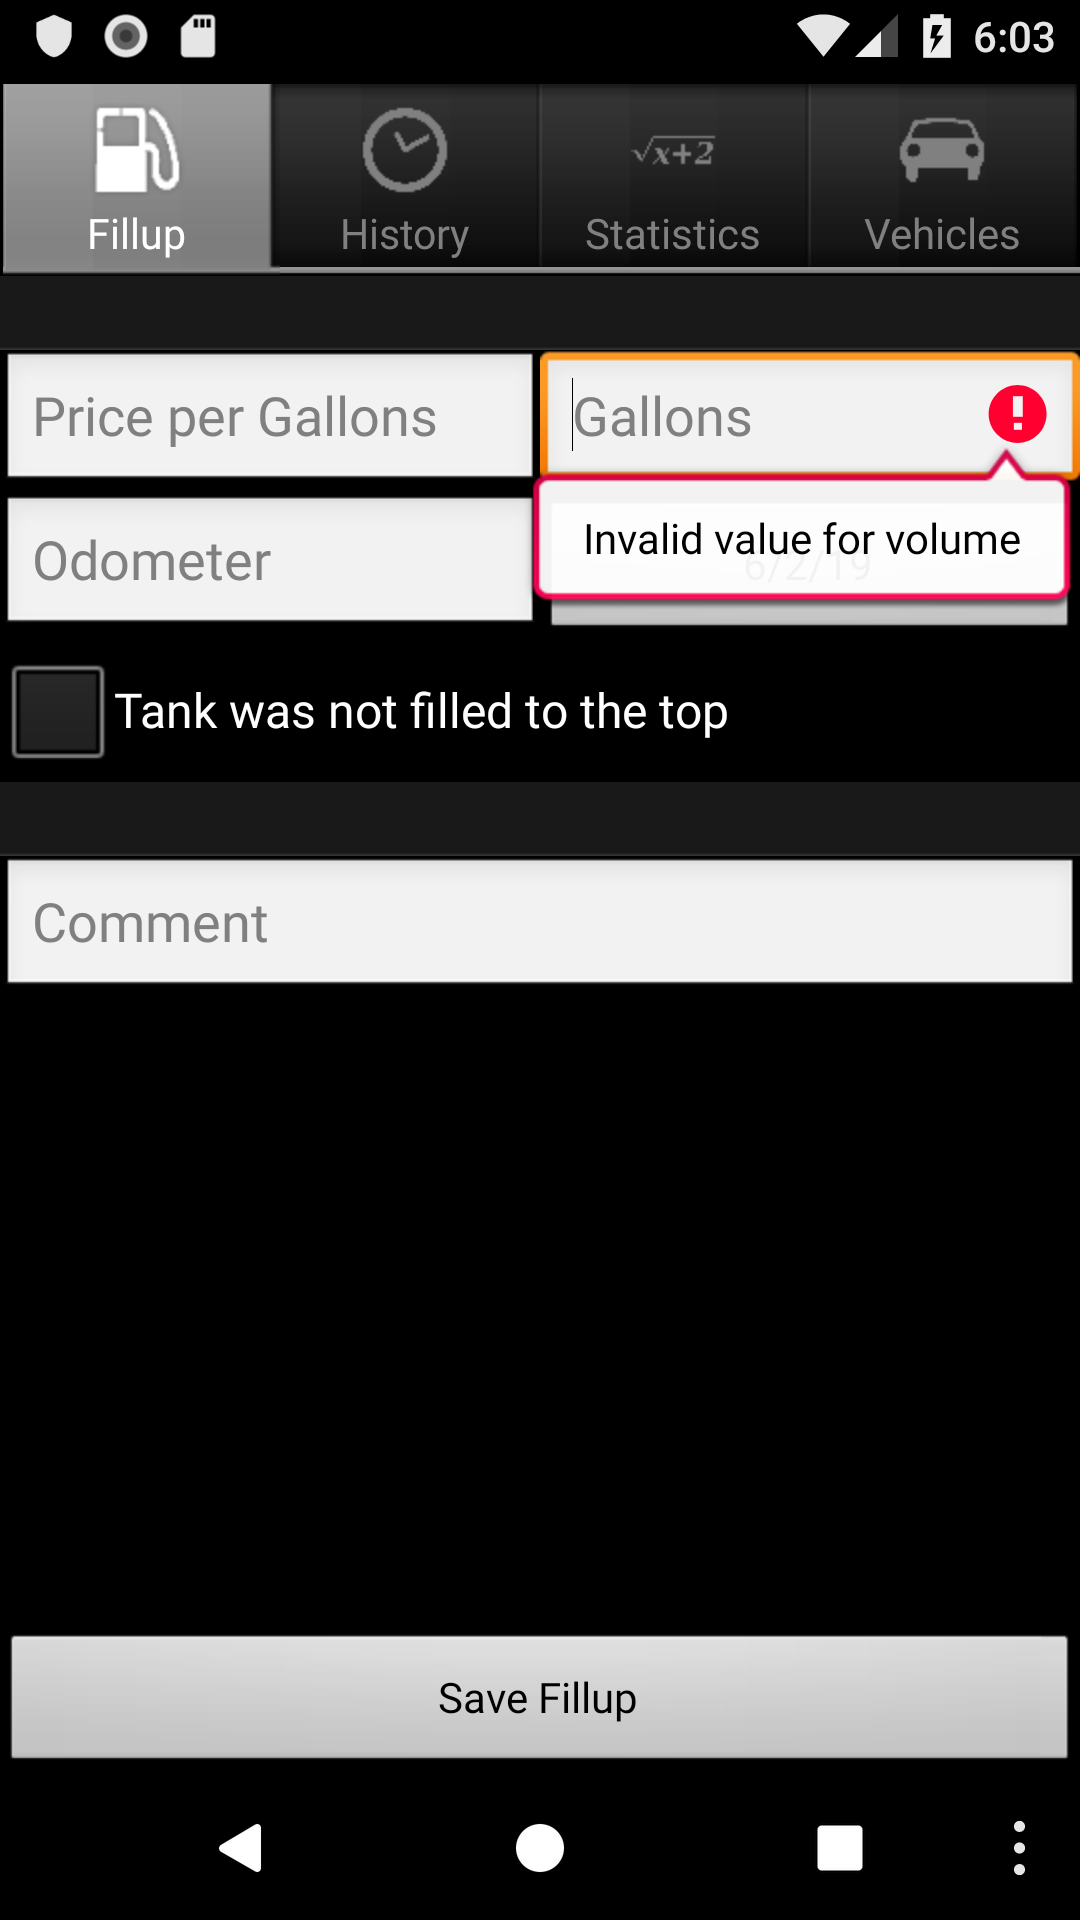 6:03
Fillup
History
√x+2
Statistics
Vehicles
Price per Gallons
Gallons
Odometer
Invalid value for volume
6/2/19
Tank was not filled to the top
Comment
Save Fillup